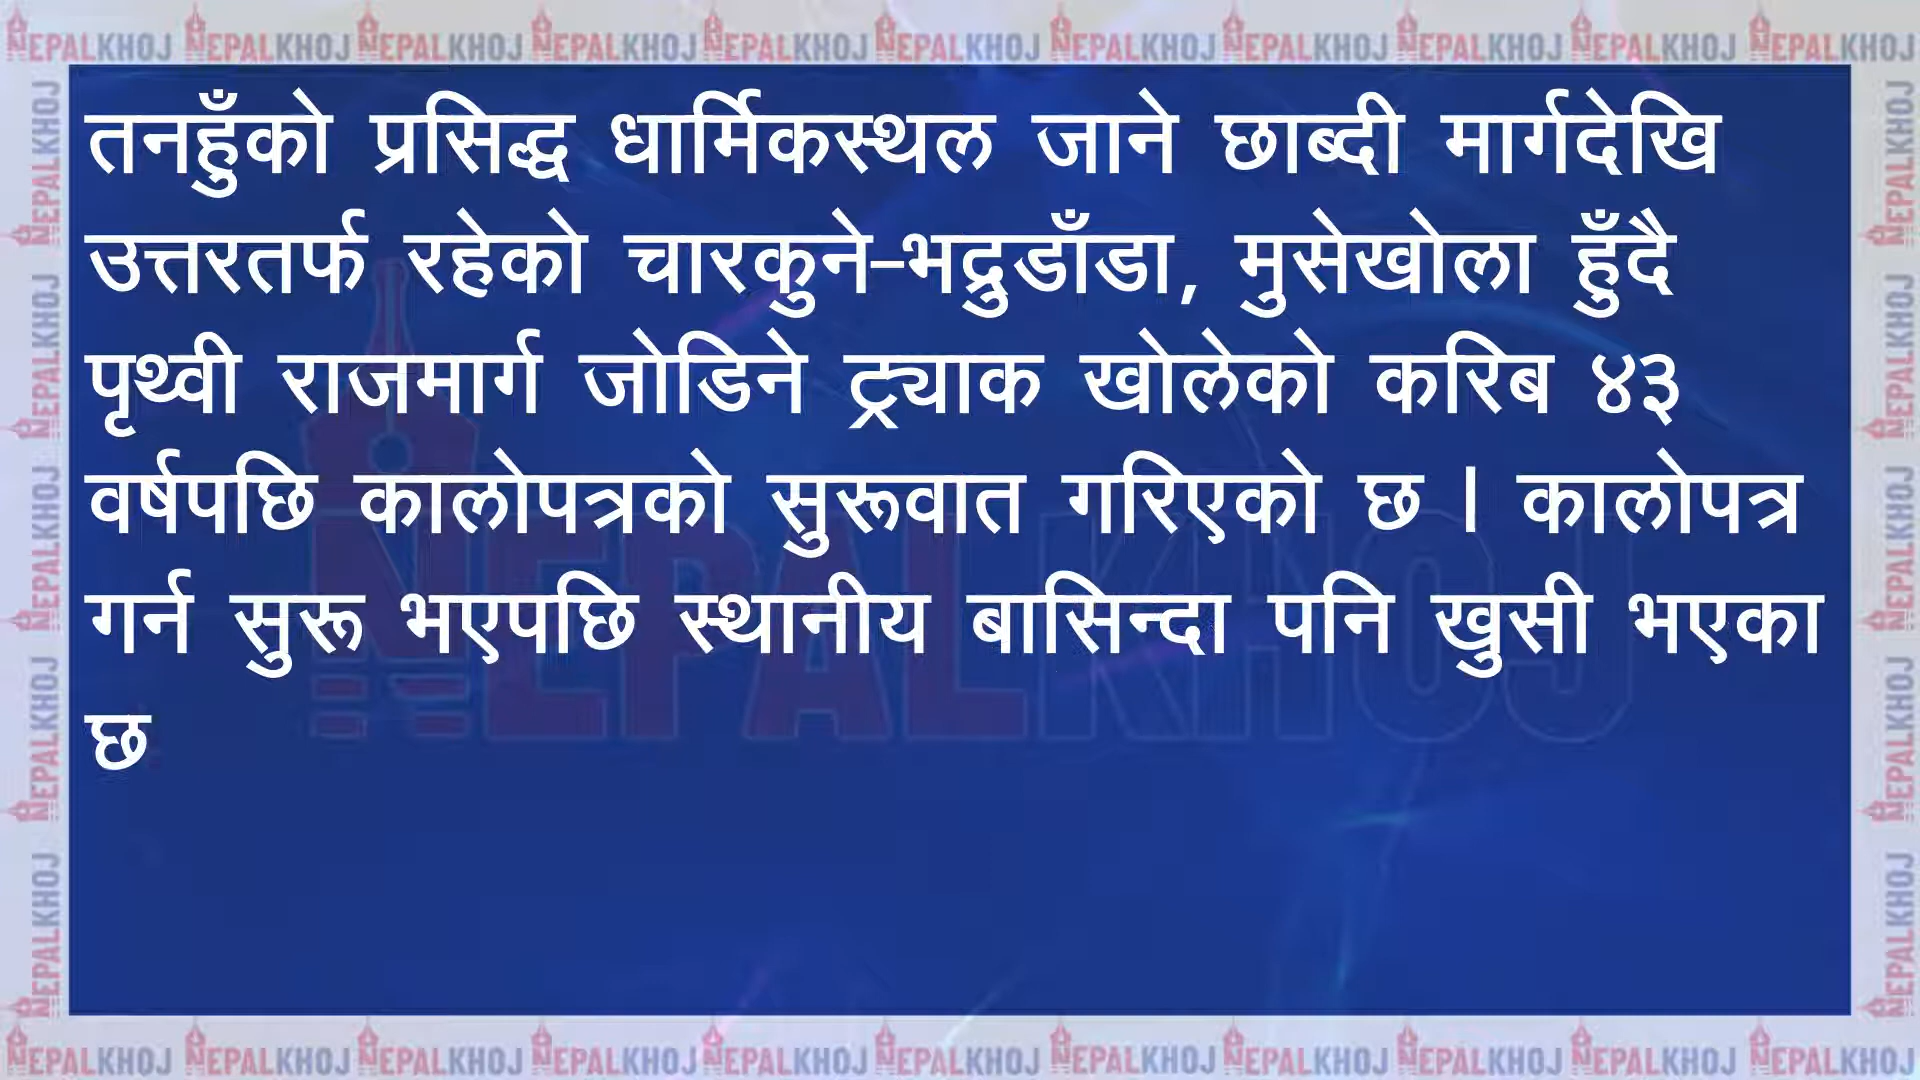 तनहुँको प्रसिद्ध धार्मिकस्थल जाने छाब्दी मार्गदेखि
उत्तरतर्फ रहेको चारकुने-भद्रुडाँडा, मुसेखोला हुँदै
पृथ्वी राजमार्ग जोडिने ट्र्याक खोलेको करिब ४३
वर्षपछि कालोपत्रको सुरूवात गरिएको छ । कालोपत्र
गर्न सुरू भएपछि स्थानीय बासिन्दा पनि खुसी भएका
छ
NEPALKHOJ